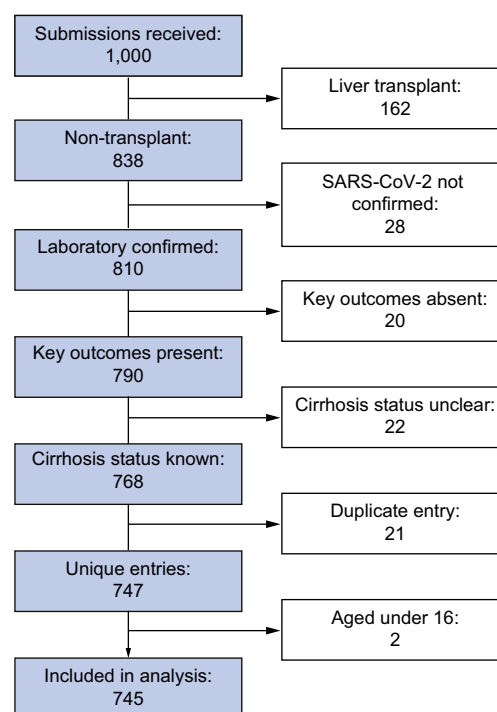 Submissions received:
1,000
Liver transplant:
162
Non-transplant:
838
SARS-CoV-2 not
confirmed:
28
Laboratory confirmed:
810
Key outcomes absent:
20
Key outcomes present:
790
Cirrhosis status unclear:
22
Cirrhosis status known:
768
Duplicate entry:
21
Unique entries:
747
Aged under 16:
2
Included in analysis:
745